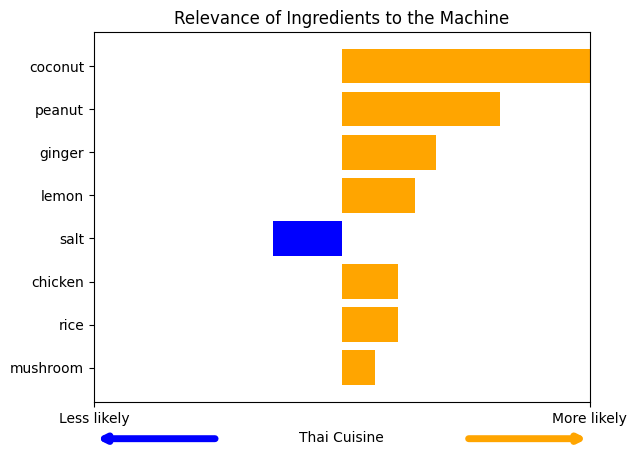 Relevance of Ingredients to the Machine
coconut
peanut
ginger
lemon
salt
chicken
rice
mushroom
Less likely
More likely
Thai Cuisine